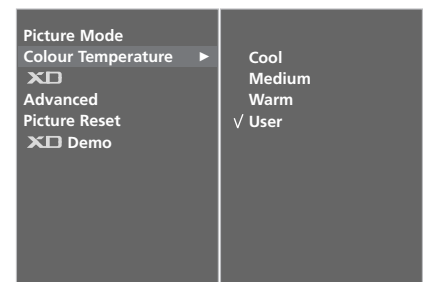 Picture Mode
Colour Temperature ►
XD
Advanced
Picture Reset
XD Demo
Cool
Medium
Warm
√ User